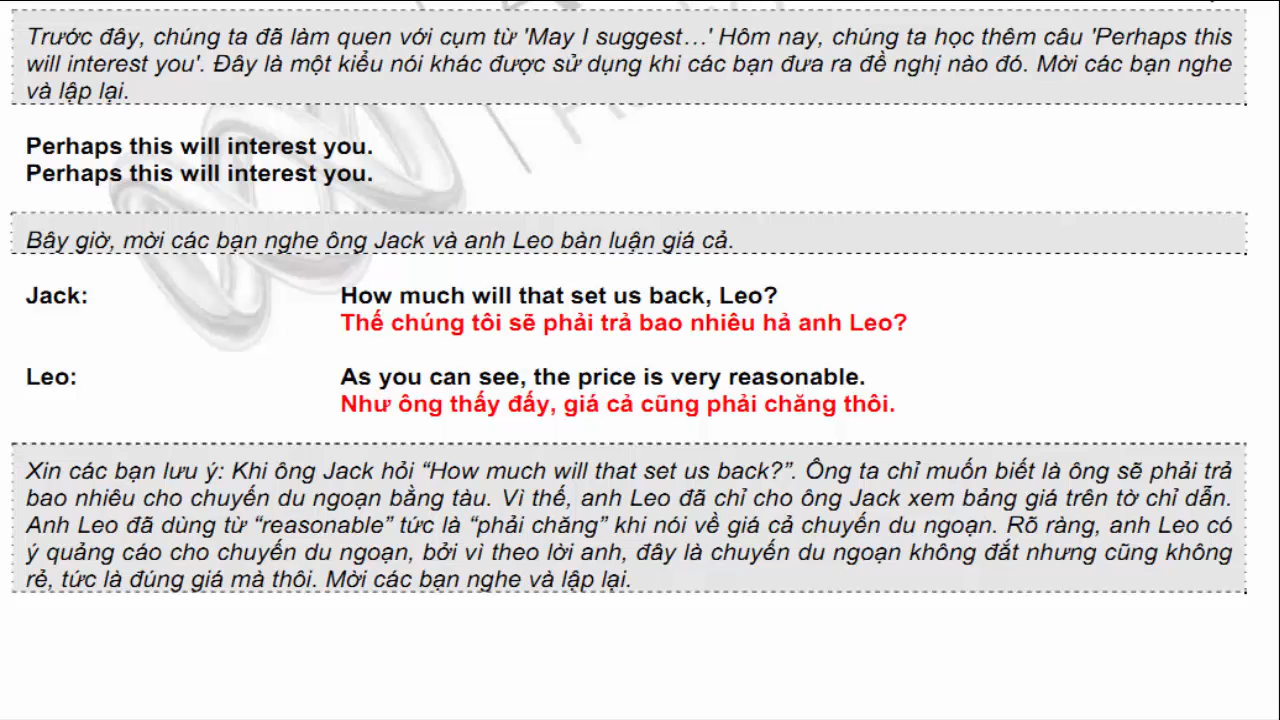 Trước đây, chúng ta đã làm quen với cụm từ 'May I suggest…' Hôm nay, chúng ta học thêm câu 'Perhaps this
will interest you'. Đây là một kiểu nói khác được sử dụng khi các bạn đưa ra đề nghị nào đó. Mời các bạn nghe
và lập lại.
Perhaps this will interest you.
Perhaps this will interest you.
Bây giờ, mời các bạn nghe ông Jack và anh Leo bàn luận giá cả.
Jack: How much will that set us back, Leo?
Thế chúng tôi sẽ phải trả bao nhiêu hả anh Leo?
Leo: As you can see, the price is very reasonable.
Như ông thấy đấy, giá cả cũng phải chăng thôi.
Xin các bạn lưu ý: Khi ông Jack hỏi “How much will that set us back?”. Ông ta chỉ muốn biết là ông sẽ phải trả
bao nhiêu cho chuyến du ngoạn bằng tàu. Vì thế, anh Leo đã chỉ cho ông Jack xem bảng giá trên tờ chỉ dẫn.
Anh Leo đã dùng từ “reasonable” tức là “phải chăng” khi nói về giá cả chuyến du ngoạn. Rõ ràng, anh Leo có
ý quảng cáo cho chuyến du ngoạn, bởi vì theo lời anh, đây là chuyến du ngoạn không đắt nhưng cũng không
rẻ, tức là đúng giá mà thôi. Mời các bạn nghe và lập lại.